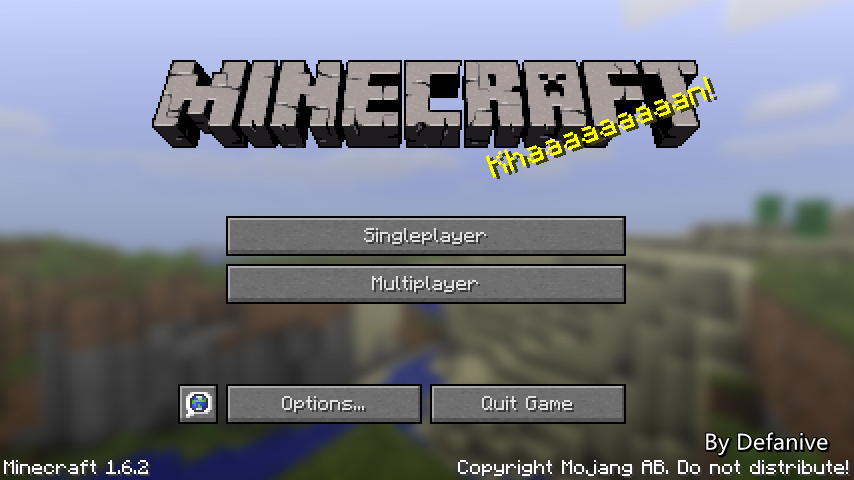 MINECRAFT
Khaaaaaaaaan!
Singleplayer
Multiplayer
Options...
Quit Game
By Defanive
Minecraft 1.6.2
Copyright Mojang AB. Do not distribute!